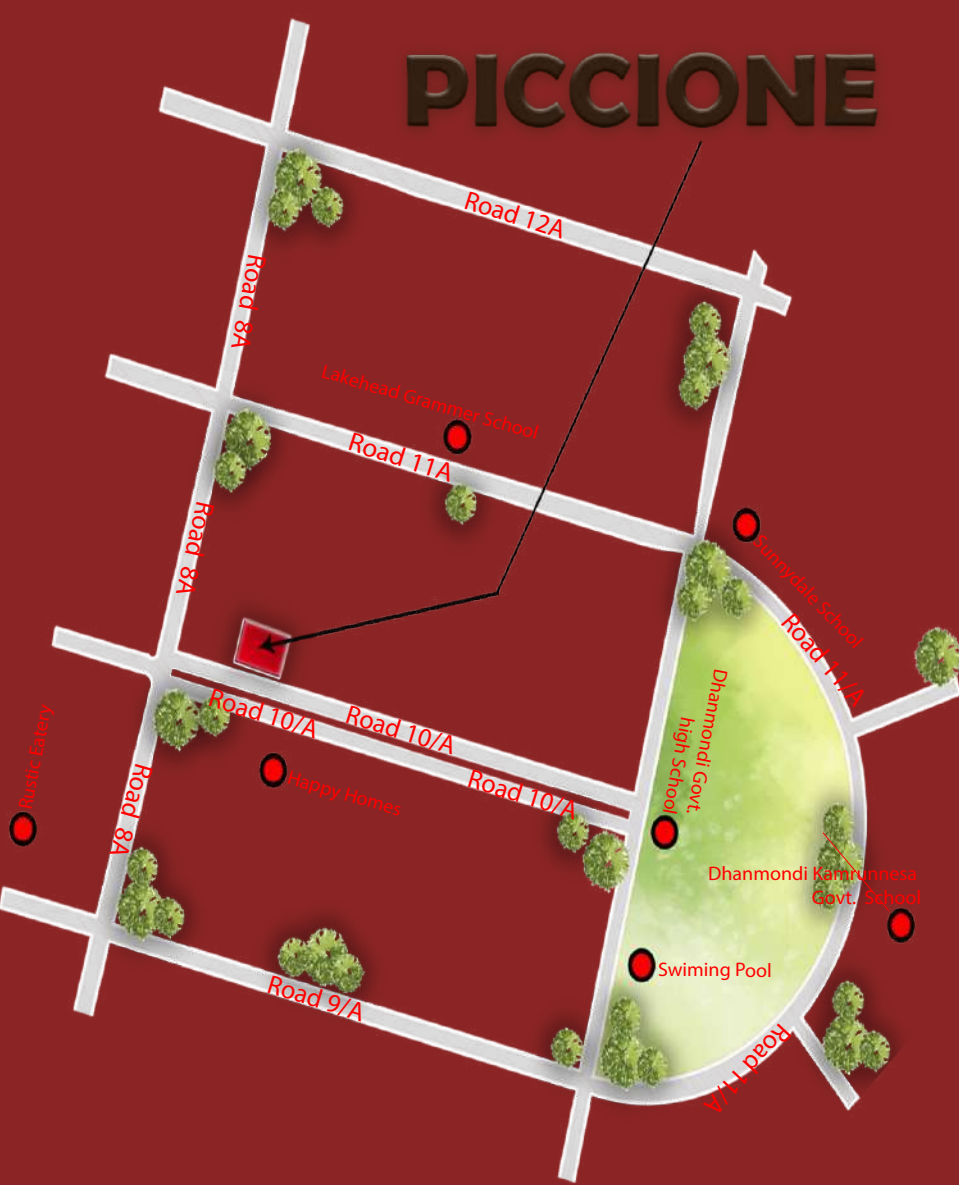 PICCIONE
Road 12A
Road 8A
Lakehead Grammer School
Road 11A
Road 8A
Sunnydale School
Road 11/A
Dhanmondi Govt.
high School
Road 10/A
Road 10/A
Road 10/A
Rustic Eatery
Happy Homes
Road 8A
Dhanmondi Kamrunnesa
Govt. School
Swiming Pool
Road 9/A
Road 11/A